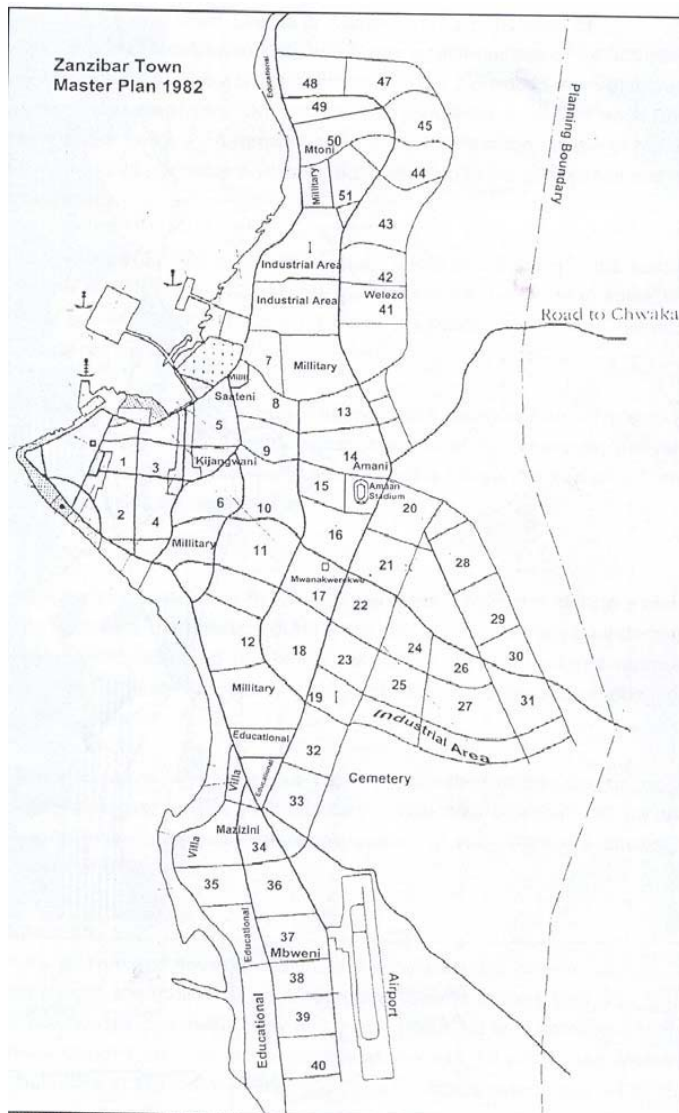 Zanzibar Town
Master Plan 1982
Educational
48
47
49
45
50
Mtoni
44
Millitary
51
43
I
Industrial Area
42
Industrial Area
Welezo
41
Planning Boundary
Road to Chwaka
7
Millitary
Milli
Saateni
8
13
5
9
14
Kijangwani
Amani
1
3
15
Amaan
Stadium
20
6
10
2
4
16
Millitary
11
21
28
Mwanakwerekwe
17
22
29
12
18
24
30
23
26
Millitary
25
31
19
I
27
Industrial Area
Educational
32
Villa
Educational
Cemetery
33
Mazizini
Villa
34
35
36
Educational
37
Mbweni
38
Airport
39
Educational
40